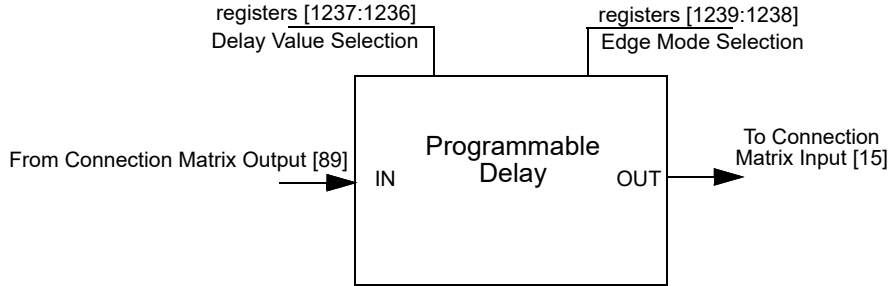 registers [1237:1236]
Delay Value Selection
registers [1239:1238]
Edge Mode Selection
From Connection Matrix Output [89]
IN
Programmable
Delay
OUT
To Connection
Matrix Input [15]